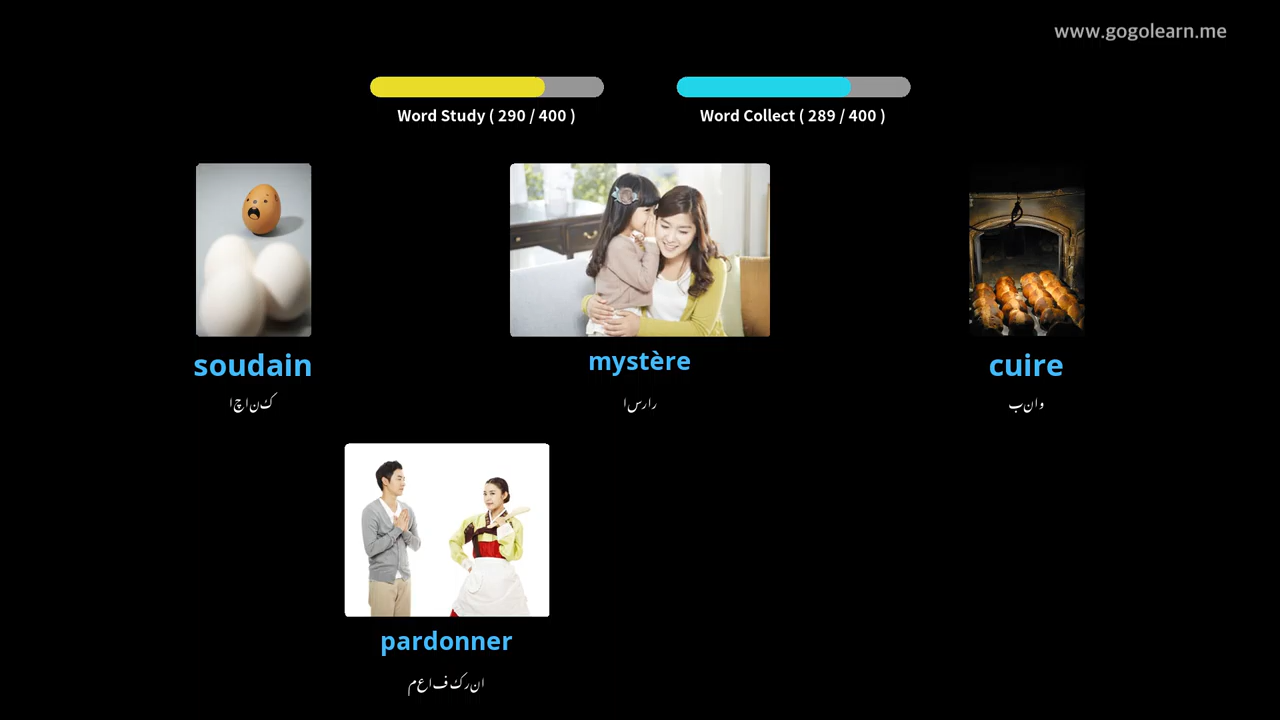 www.gogolearn.me
Word Study ( 290 / 400 )
Word Collect ( 289 / 400 )
soudain
mystère
cuire
اچانک
اسرار
بناو
pardonner
معاف کرنا